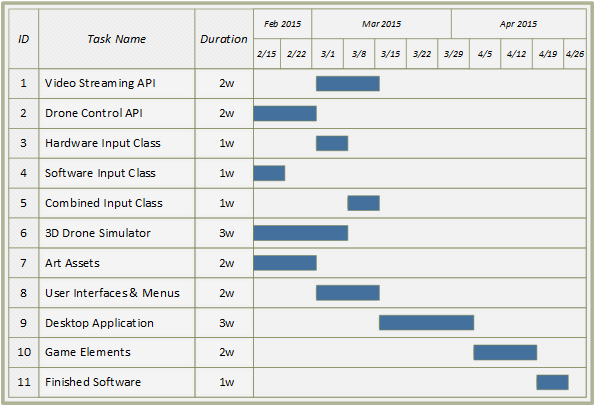 ID Task Name Duration Feb 2015 Mar 2015 Apr 2015
2/15 2/22 3/1 3/8 3/15 3/22 3/29 4/5 4/12 4/19 4/26
1 Video Streaming API 2w
2 Drone Control API 2w
3 Hardware Input Class 1w
4 Software Input Class 1w
5 Combined Input Class 1w
6 3D Drone Simulator 3w
7 Art Assets 2w
8 User Interfaces & Menus 2w
9 Desktop Application 3w
10 Game Elements 2w
11 Finished Software 1w